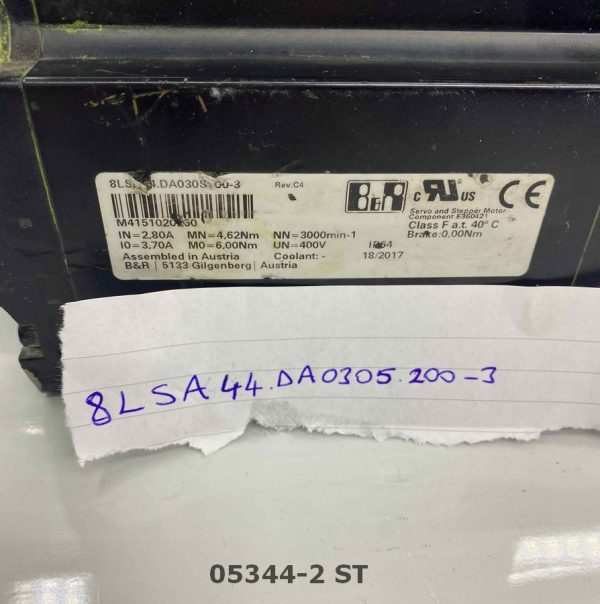 Rev.C4
B&R
c RU US
CE
Servo and Stepper Motor
Component E360421
IN=2,80A MN=4,62Nm NN=3000min-1
Class F a.t. 40° C
I0=3,70A M0=6,00Nm UN=400V
Brake:0,00Nm
Assembled in Austria Coolant: - 18/2017
B&R | 5133 Gilgenberg | Austria
8LSA44.DA0305.200-3
05344-2 ST